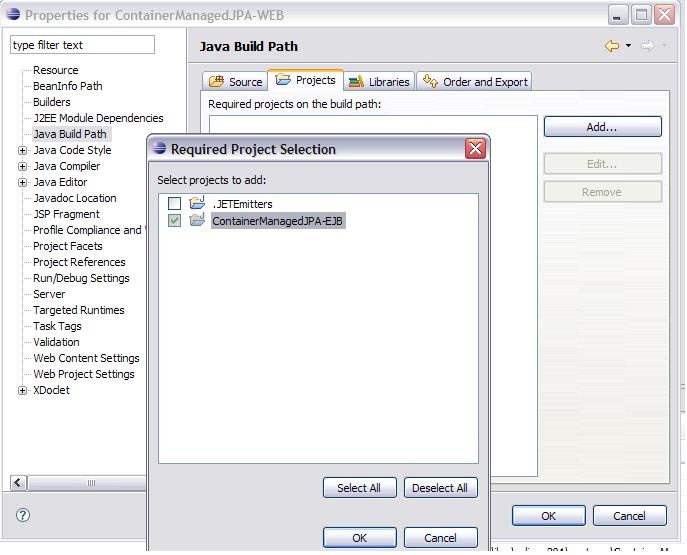 Properties for ContainerManagedJPA-WEB
type filter text
Resource
BeanInfo Path
Builders
J2EE Module Dependencies
Java Build Path
Java Code Style
Java Compiler
Java Editor
Javadoc Location
JSP Fragment
Profile Compliance and
Project Facets
Project References
Run/Debug Settings
Server
Targeted Runtimes
Task Tags
Validation
Web Content Settings
Web Project Settings
XDoclet
Java Build Path
Source Projects Libraries Order and Export
Required projects on the build path:
Add...
Edit...
Remove
Required Project Selection
Select projects to add:
.JETEmitters
ContainerManagedJPA-EJB
Select All Deselect All
OK Cancel
OK Cancel